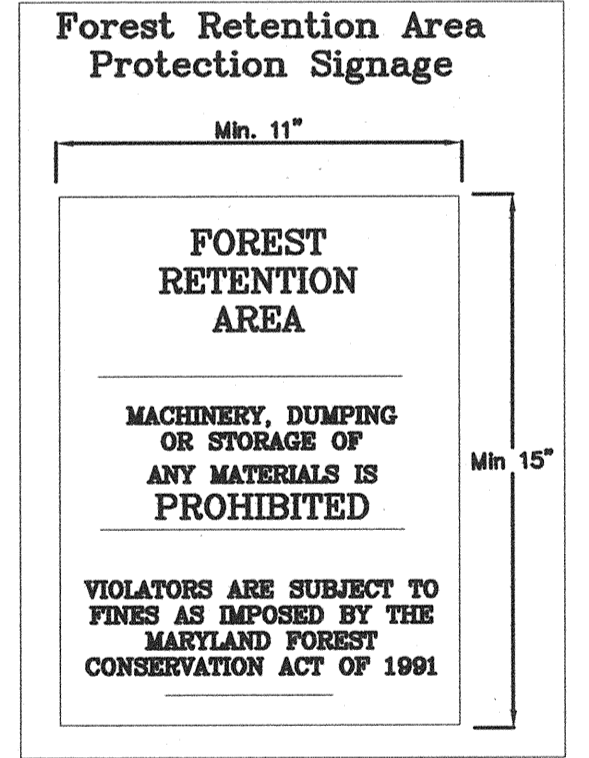 Forest Retention Area
Protection Signage
Min. 11"
FOREST
RETENTION
AREA
MACHINERY, DUMPING
OR STORAGE OF
ANY MATERIALS IS
PROHIBITED
Min 15"
VIOLATORS ARE SUBJECT TO
FINES AS IMPOSED BY THE
MARYLAND FOREST
CONSERVATION ACT OF 1991